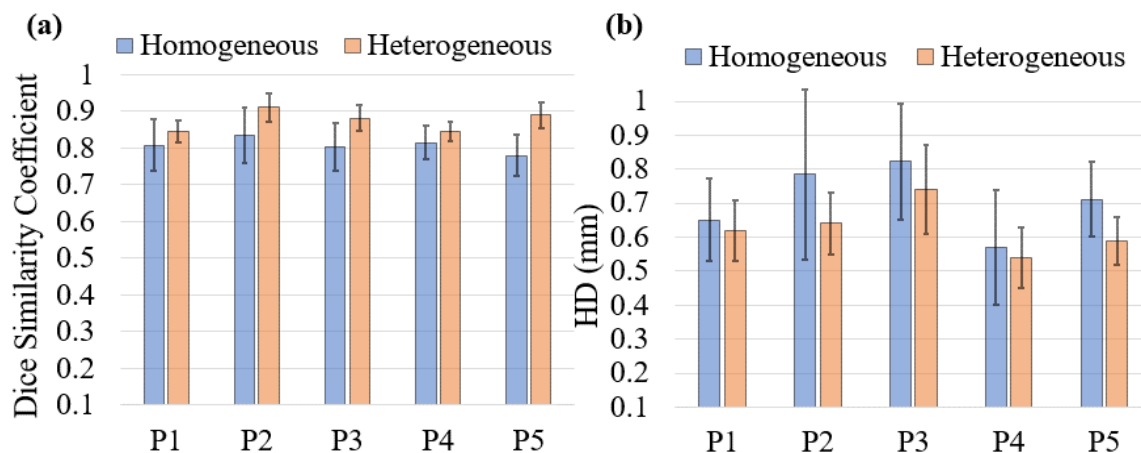 (a)
Homogeneous Heterogeneous
Dice Similarity Coefficient
1
0.9
0.8
0.7
0.6
0.5
0.4
0.3
0.2
0.1
P1 P2 P3 P4 P5
(b)
Homogeneous Heterogeneous
HD (mm)
1
0.9
0.8
0.7
0.6
0.5
0.4
0.3
0.2
0.1
P1 P2 P3 P4 P5